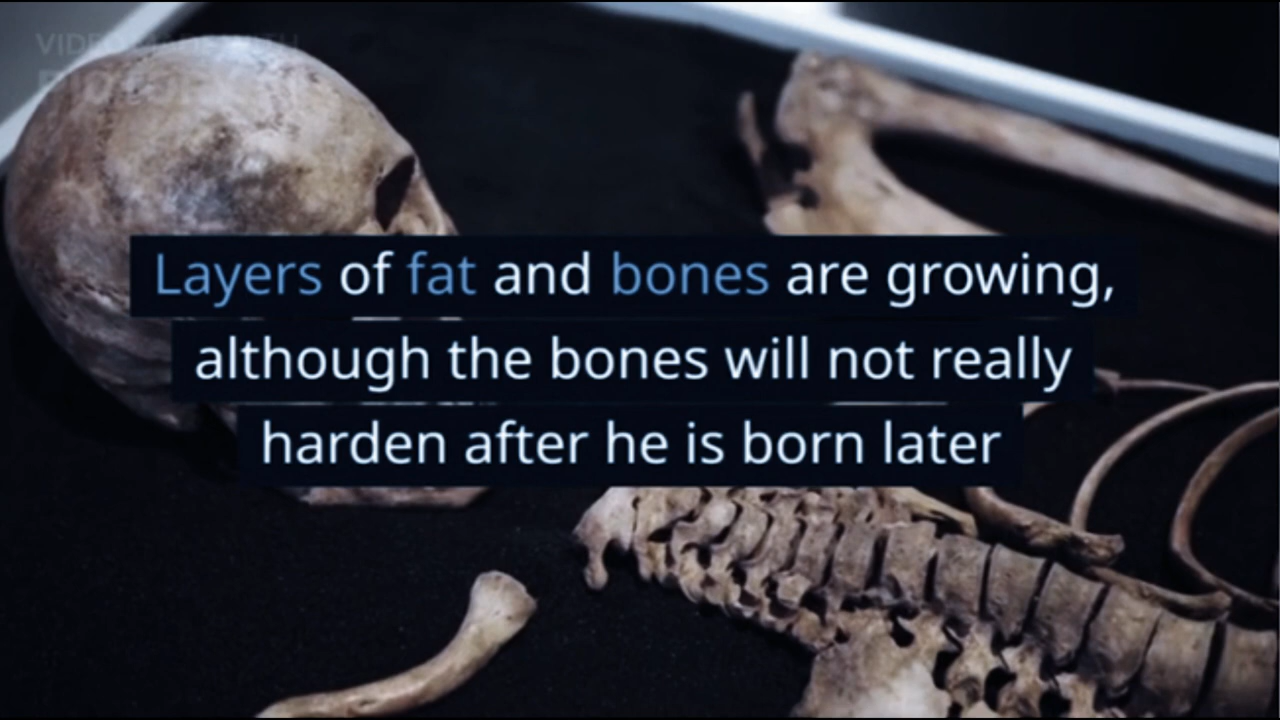 Layers of fat and bones are growing,
although the bones will not really
harden after he is born later